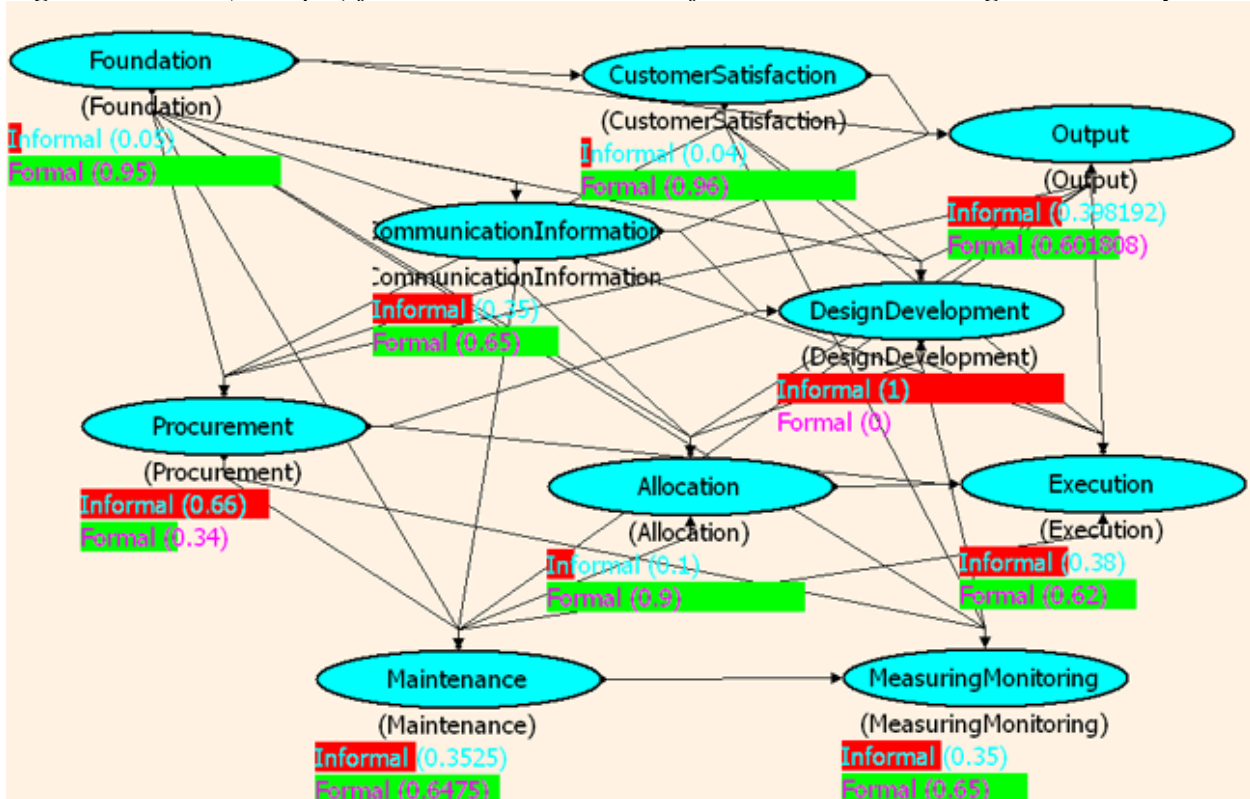 Foundation
(Foundation)
Informal (0.05)
Formal (0.95)
CustomerSatisfaction
(CustomerSatisfaction)
Informal (0.04)
Formal (0.96)
Output
(Output)
Informal (0.398192)
Formal (0.601808)
ommunicationInformation
CommunicationInformation
Informal (0.35)
Formal (0.65)
DesignDevelopment
(DesignDevelopment)
Informal (1)
Formal (0)
Procurement
(Procurement)
Informal (0.66)
Formal (0.34)
Allocation
(Allocation)
Informal (0.1)
Formal (0.9)
Execution
(Execution)
Informal (0.38)
Formal (0.62)
Maintenance
(Maintenance)
Informal (0.3525)
Formal (0.6475)
MeasuringMonitoring
(MeasuringMonitoring)
Informal (0.35)
Formal (0.65)